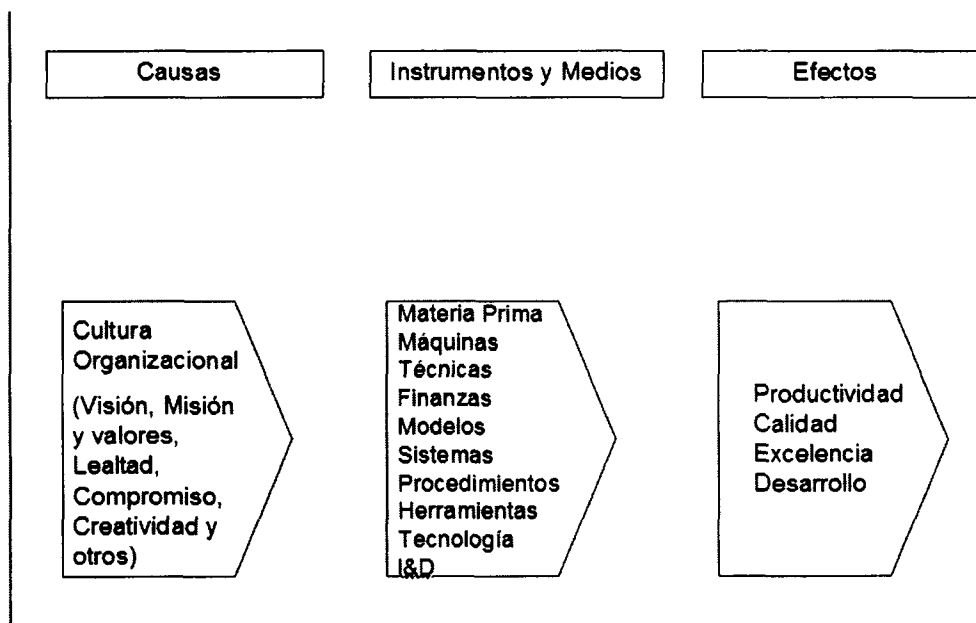 Causas
Instrumentos y Medios
Efectos
Cultura
Organizacional
(Visión, Misión
y valores,
Lealtad,
Compromiso,
Creatividad y
otros)
Materia Prima
Máquinas
Técnicas
Finanzas
Modelos
Sistemas
Procedimientos
Herramientas
Tecnología
I&D
Productividad
Calidad
Excelencia
Desarrollo